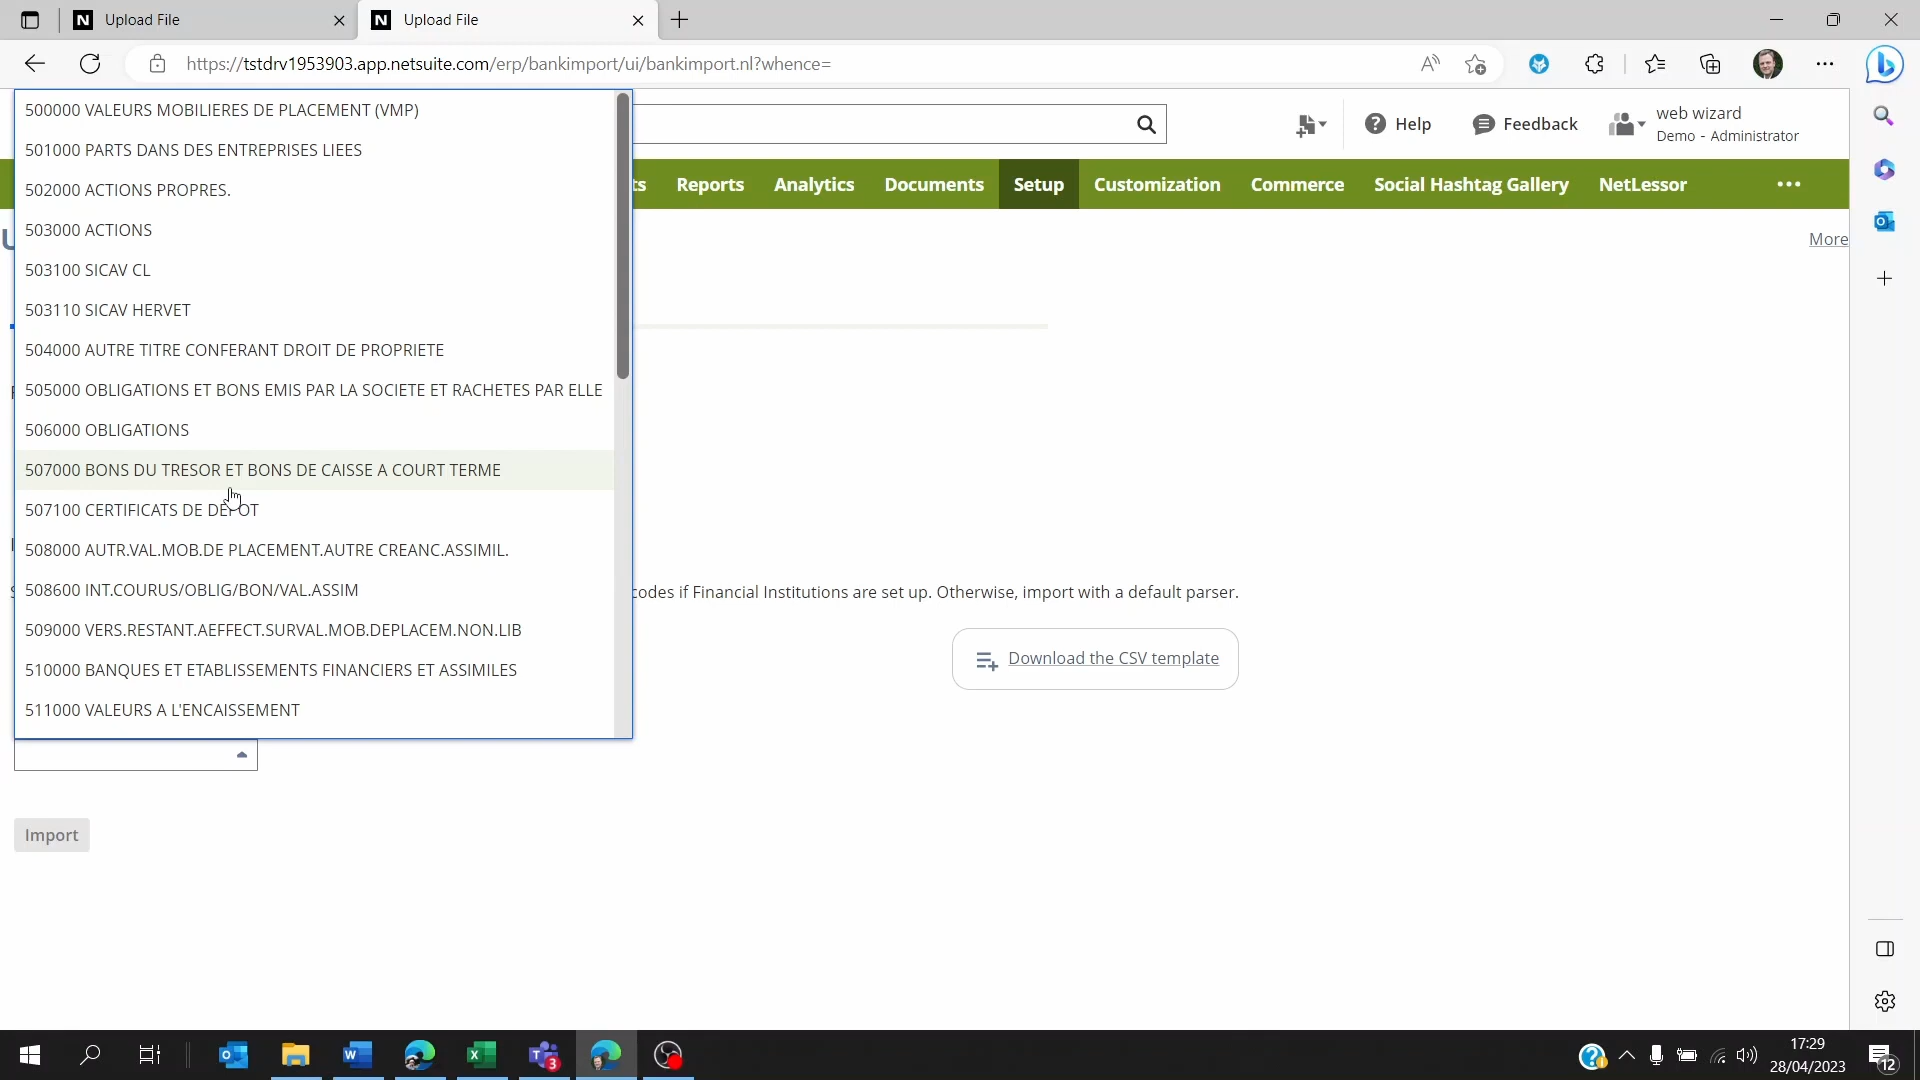 Upload File
Upload File
https://tstdrv1953903.app.netsuite.com/erp/bankimport/ui/bankimport.nl?whence=
500000 VALEURS MOBILIERES DE PLACEMENT (VMP)
501000 PARTS DANS DES ENTREPRISES LIEES
502000 ACTIONS PROPRES.
503000 ACTIONS
503100 SICAV CL
503110 SICAV HERVET
504000 AUTRE TITRE CONFERANT DROIT DE PROPRIETE
505000 OBLIGATIONS ET BONS EMIS PAR LA SOCIETE ET RACHETES PAR ELLE
506000 OBLIGATIONS
507000 BONS DU TRESOR ET BONS DE CAISSE A COURT TERME
507100 CERTIFICATS DE DEPOT
508000 AUTR.VAL.MOB.DE PLACEMENT.AUTRE CREANC.ASSIMIL.
508600 INT.COURUS/OBLIG/BON/VAL.ASSIM
509000 VERS.RESTANT.AEFFECT.SURVAL.MOB.DEPLACEM.NON.LIB
510000 BANQUES ET ETABLISSEMENTS FINANCIERS ET ASSIMILES
511000 VALEURS A L'ENCAISSEMENT
Help
Feedback
web wizard
Demo - Administrator
ts Reports Analytics Documents Setup Customization Commerce Social Hashtag Gallery NetLessor
More
codes if Financial Institutions are set up. Otherwise, import with a default parser.
Download the CSV template
Import
3
17:29
28/04/2023
12